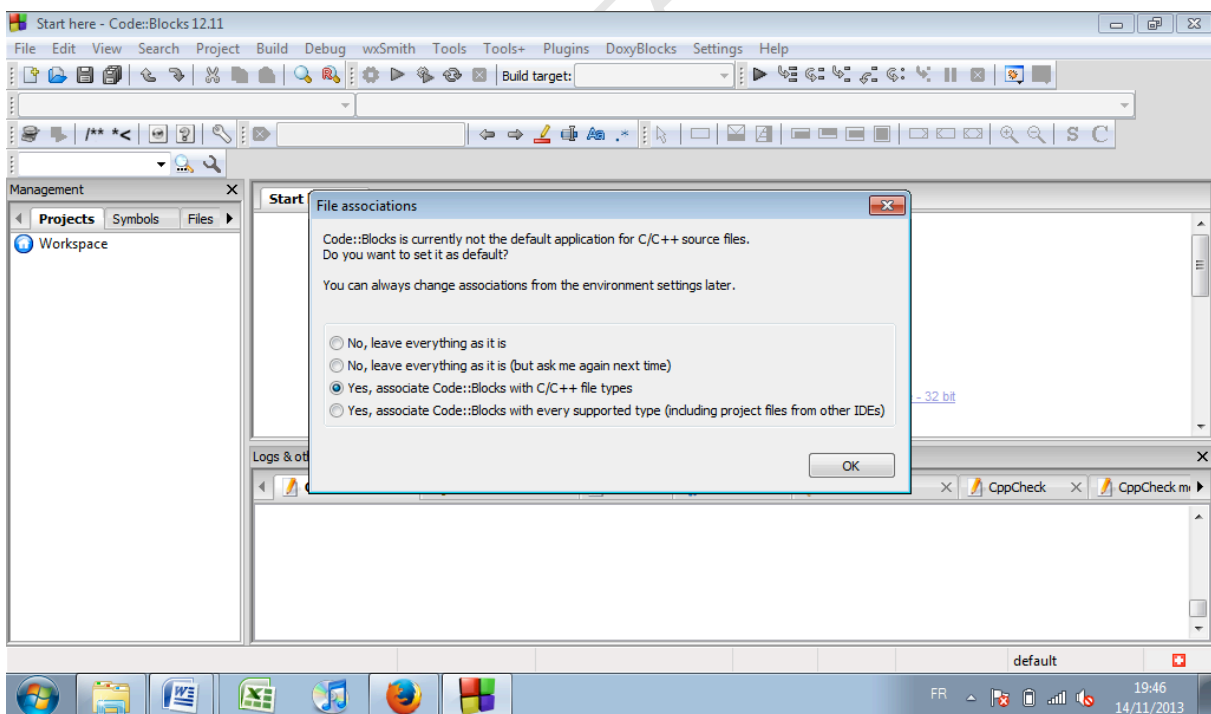 Start here - Code::Blocks 12.11
File Edit View Search Project Build Debug wxSmith Tools Tools+ Plugins DoxyBlocks Settings Help
Build target:
/** *<
S C
Management
Projects Symbols Files
Workspace
Start
File associations
Code::Blocks is currently not the default application for C/C++ source files.
Do you want to set it as default?
You can always change associations from the environment settings later.
No, leave everything as it is
No, leave everything as it is (but ask me again next time)
Yes, associate Code::Blocks with C/C++ file types
Yes, associate Code::Blocks with every supported type (including project files from other IDEs)
- 32 bit
OK
Logs & oth
CppCheck CppCheck m
default
FR 19:46
14/11/2013